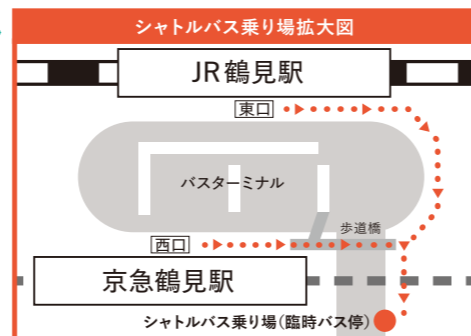 シャトルバス乗り場拡大図
JR鶴見駅
東口
バスターミナル
歩道橋
西口
京急鶴見駅
シャトルバス乗り場(臨時バス停)